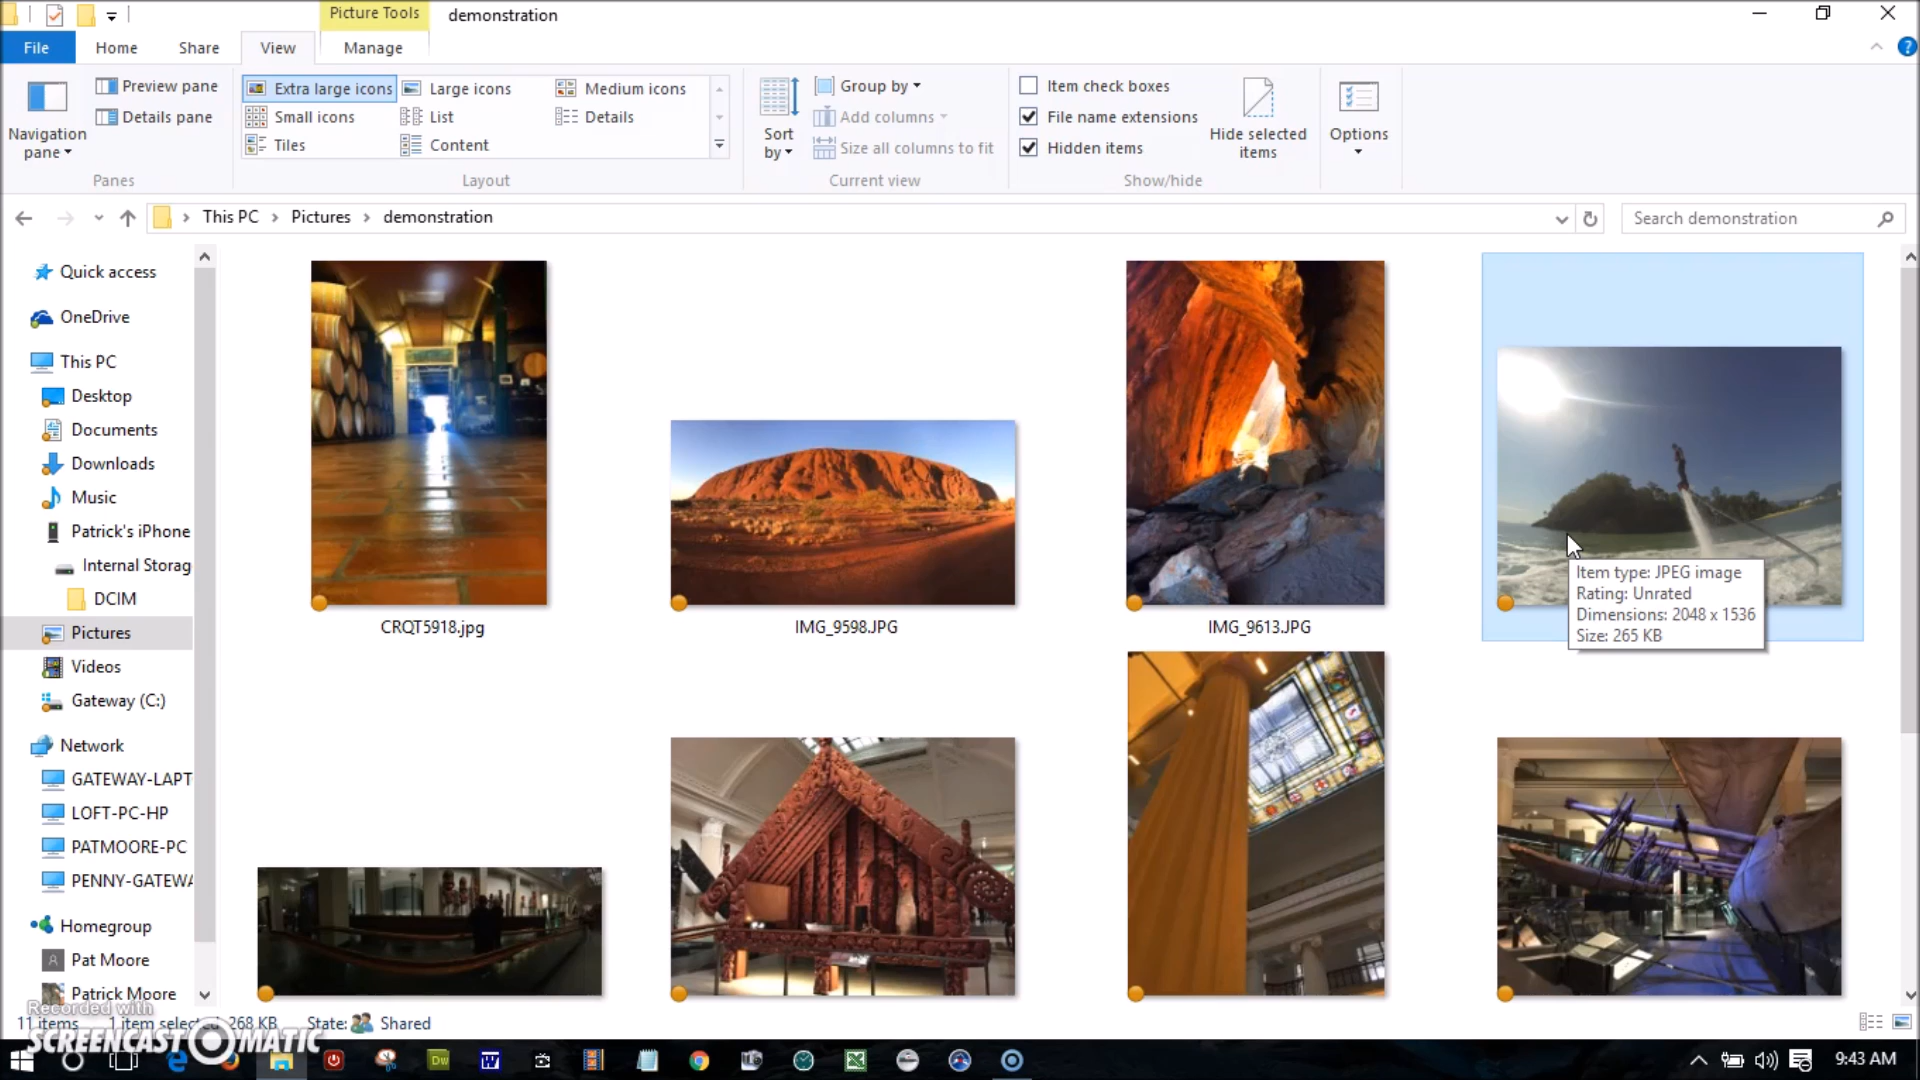 Picture Tools
demonstration
File
Home
Share
View
Manage
Navigation pane
Preview pane
Details pane
Panes
Extra large icons
Large icons
Medium icons
Small icons
List
Details
Tiles
Content
Layout
Sort by
Group by
Add columns
Size all columns to fit
Current view
Item check boxes
File name extensions
Hidden items
Hide selected items
Show/hide
Options
This PC
Pictures
demonstration
Search demonstration
Quick access
OneDrive
This PC
Desktop
Documents
Downloads
Music
Patrick's iPhone
Internal Storag
DCIM
Pictures
Videos
Gateway (C:)
Network
GATEWAY-LAPT
LOFT-PC-HP
PATMOORE-PC
PENNY-GATEWA
Homegroup
Pat Moore
Patrick Moore
CRQT5918.jpg
IMG_9598.JPG
IMG_9613.JPG
Item type: JPEG image
Rating: Unrated
Dimensions: 2048 x 1536
Size: 265 KB
11 items
1 item selected
268 KB
State:
Shared
Recorded with
SCREENCAST-O-MATIC
Dw
W
9:43 AM